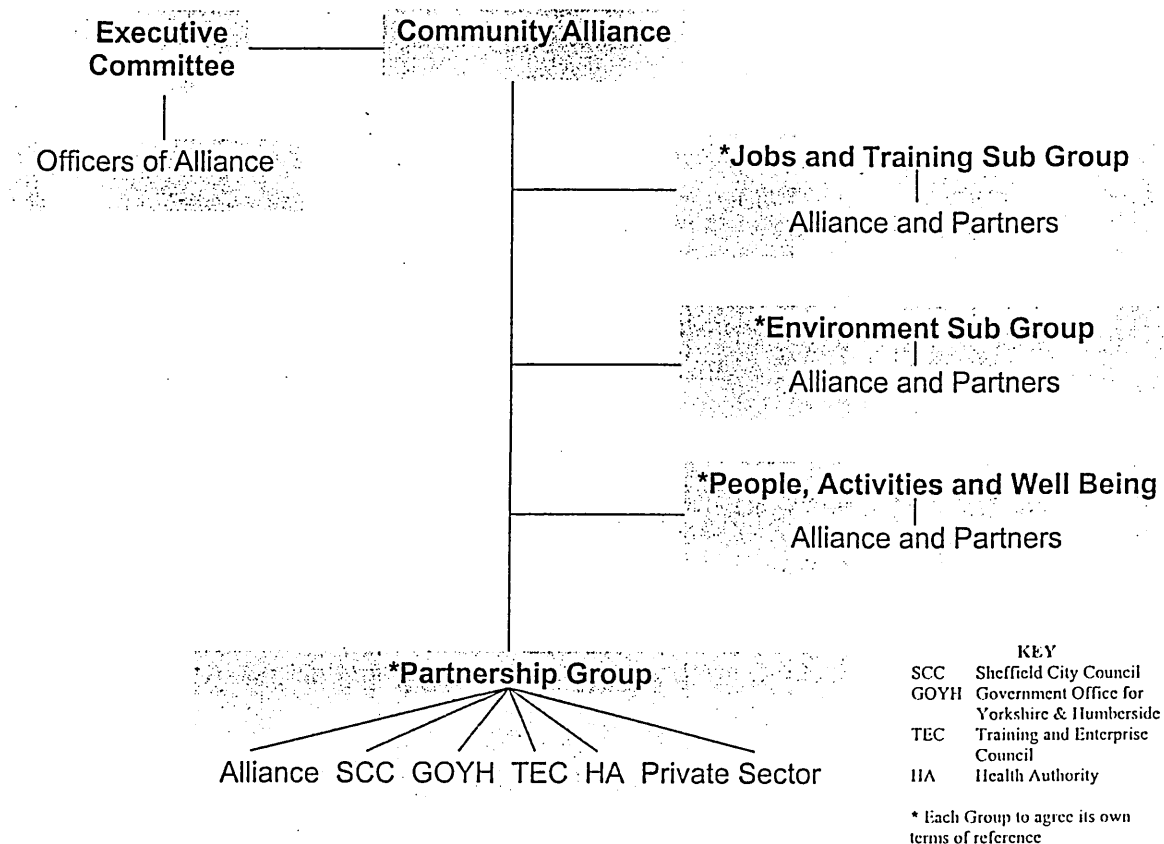 Executive
Committee
Community Alliance
Officers of Alliance
*Jobs and Training Sub Group
Alliance and Partners
*Environment Sub Group
Alliance and Partners
*People, Activities and Well Being
Alliance and Partners
*Partnership Group
Alliance SCC GOYH TEC HA Private Sector
KEY
SCC Sheffield City Council
GOYH Government Office for
Yorkshire & Humberside
TEC Training and Enterprise
Council
HA Health Authority
* Each Group to agree its own
terms of reference